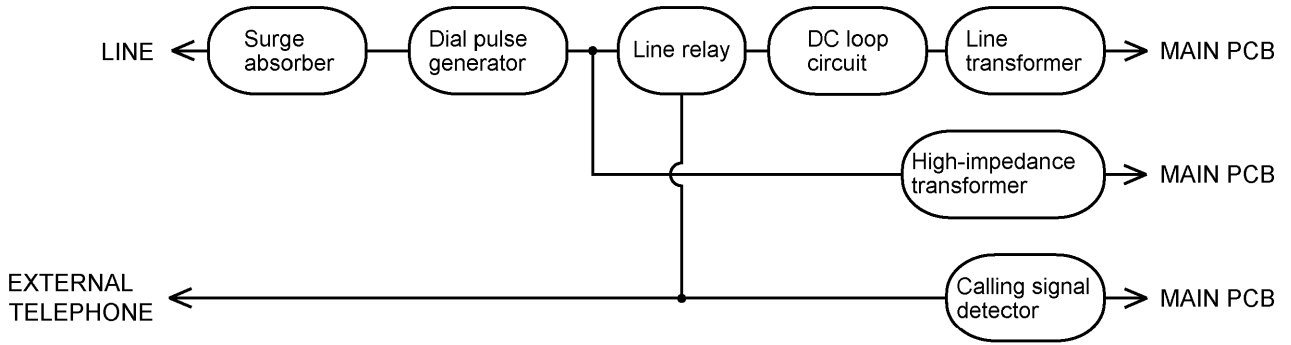 LINE
Surge
absorber
Dial pulse
generator
Line relay
DC loop
circuit
Line
transformer
MAIN PCB
High-impedance
transformer
MAIN PCB
EXTERNAL
TELEPHONE
Calling signal
detector
MAIN PCB